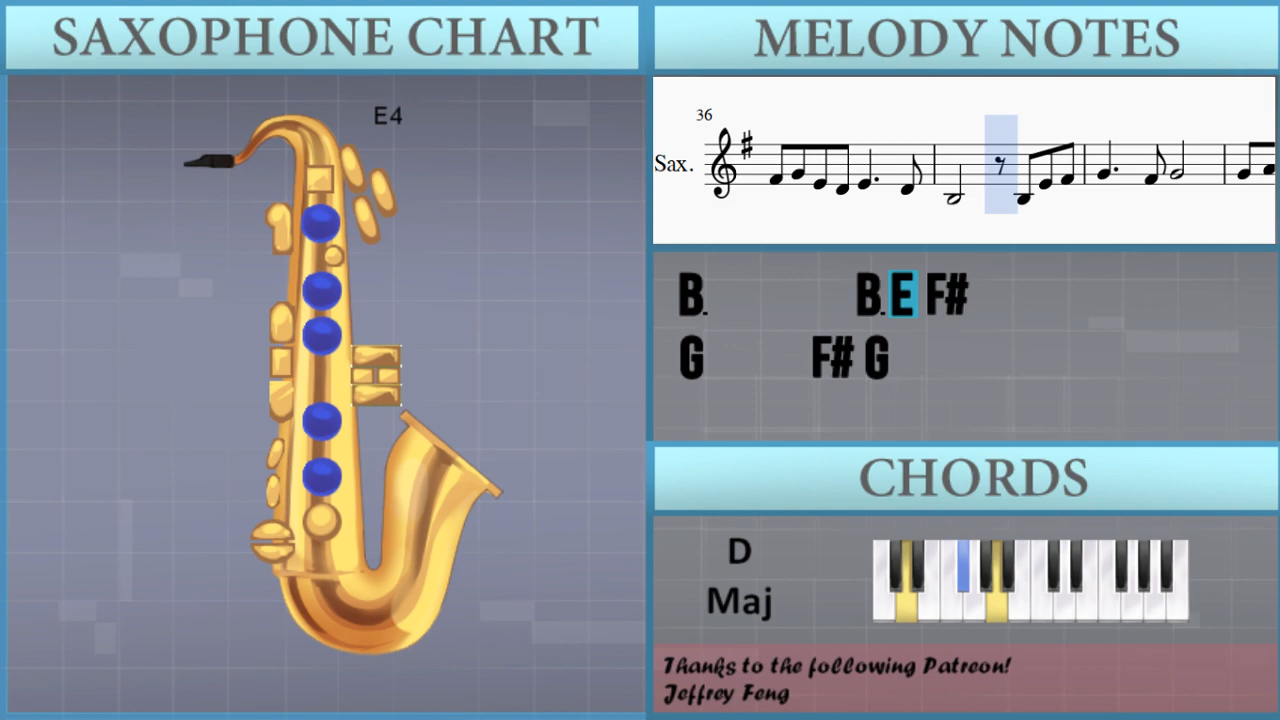 SAXOPHONE CHART
E4
MELODY NOTES
36
Sax.
B. B. E F#
G F# G
CHORDS
D
Maj
Thanks to the following Patreon!
Jeffrey Feng